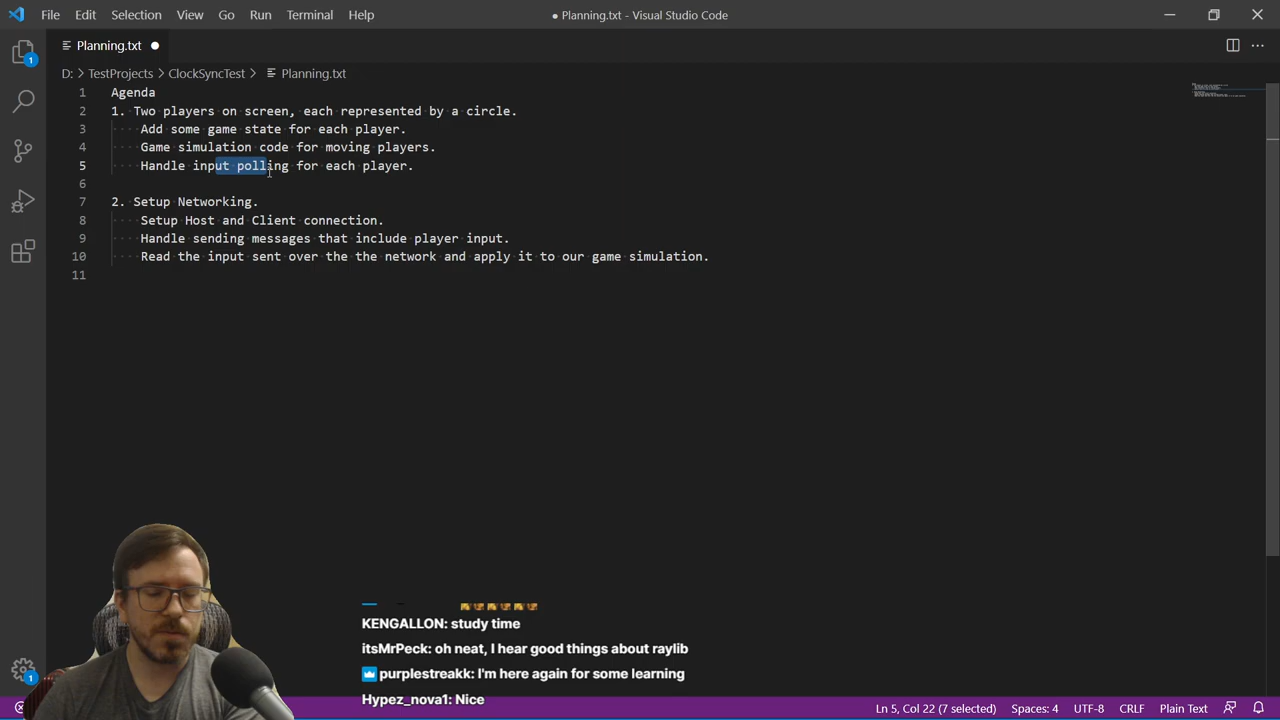 File Edit Selection View Go Run Terminal Help
● Planning.txt - Visual Studio Code
Planning.txt
D: > TestProjects > ClockSyncTest > Planning.txt
1 Agenda
2 1. Two players on screen, each represented by a circle.
3 Add some game state for each player.
4 Game simulation code for moving players.
5 Handle input polling for each player.
6
7 2. Setup Networking.
8 Setup Host and Client connection.
9 Handle sending messages that include player input.
10 Read the input sent over the the network and apply it to our game simulation.
11
1
1
KENGALLON: study time
itsMrPeck: oh neat, I hear good things about raylib
purplestreakk: I'm here again for some learning
Hypez_nova1: Nice
Ln 5, Col 22 (7 selected) Spaces: 4 UTF-8 CRLF Plain Text